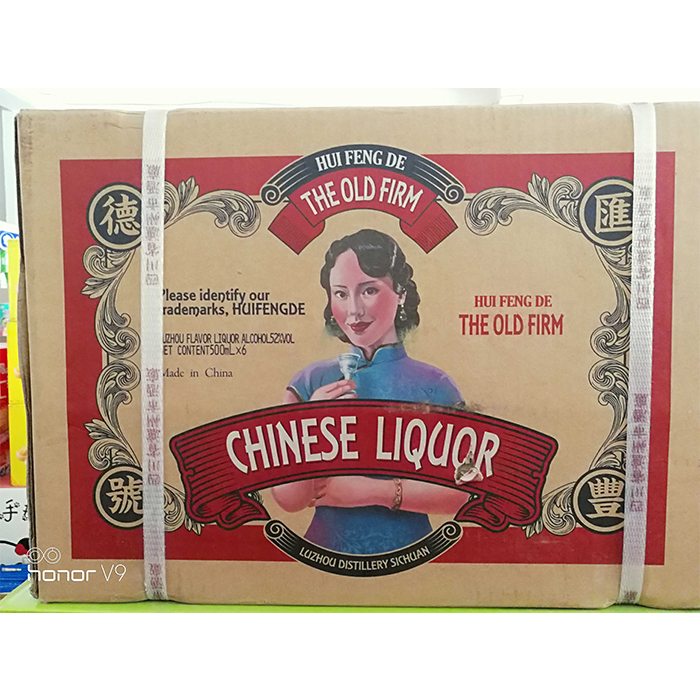 HUI FENG DE
THE OLD FIRM
德
匯
號
豐
Please identify our
trademarks, HUIFENGDE
LUZHOU FLAVOR LIQUOR ALCOHOL52%VOL
NET CONTENT500mL×6
Made in China
HUI FENG DE
THE OLD FIRM
CHINESE LIQUOR
LUZHOU DISTILLERY SICHUAN
手
honor V9